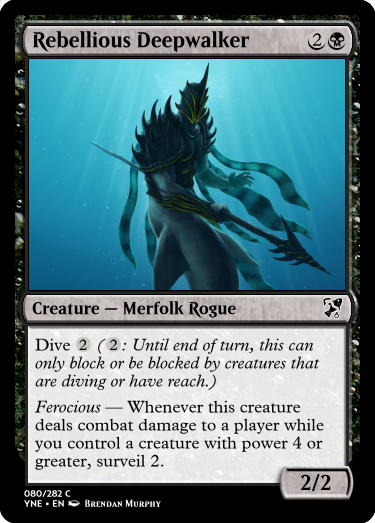 Rebellious Deepwalker 2
Creature — Merfolk Rogue
Dive 2 (2: Until end of turn, this can
only block or be blocked by creatures that
are diving or have reach.)
Ferocious — Whenever this creature
deals combat damage to a player while
you control a creature with power 4 or
greater, surveil 2.
2/2
080/282 C
YNE • EN Brendan Murphy